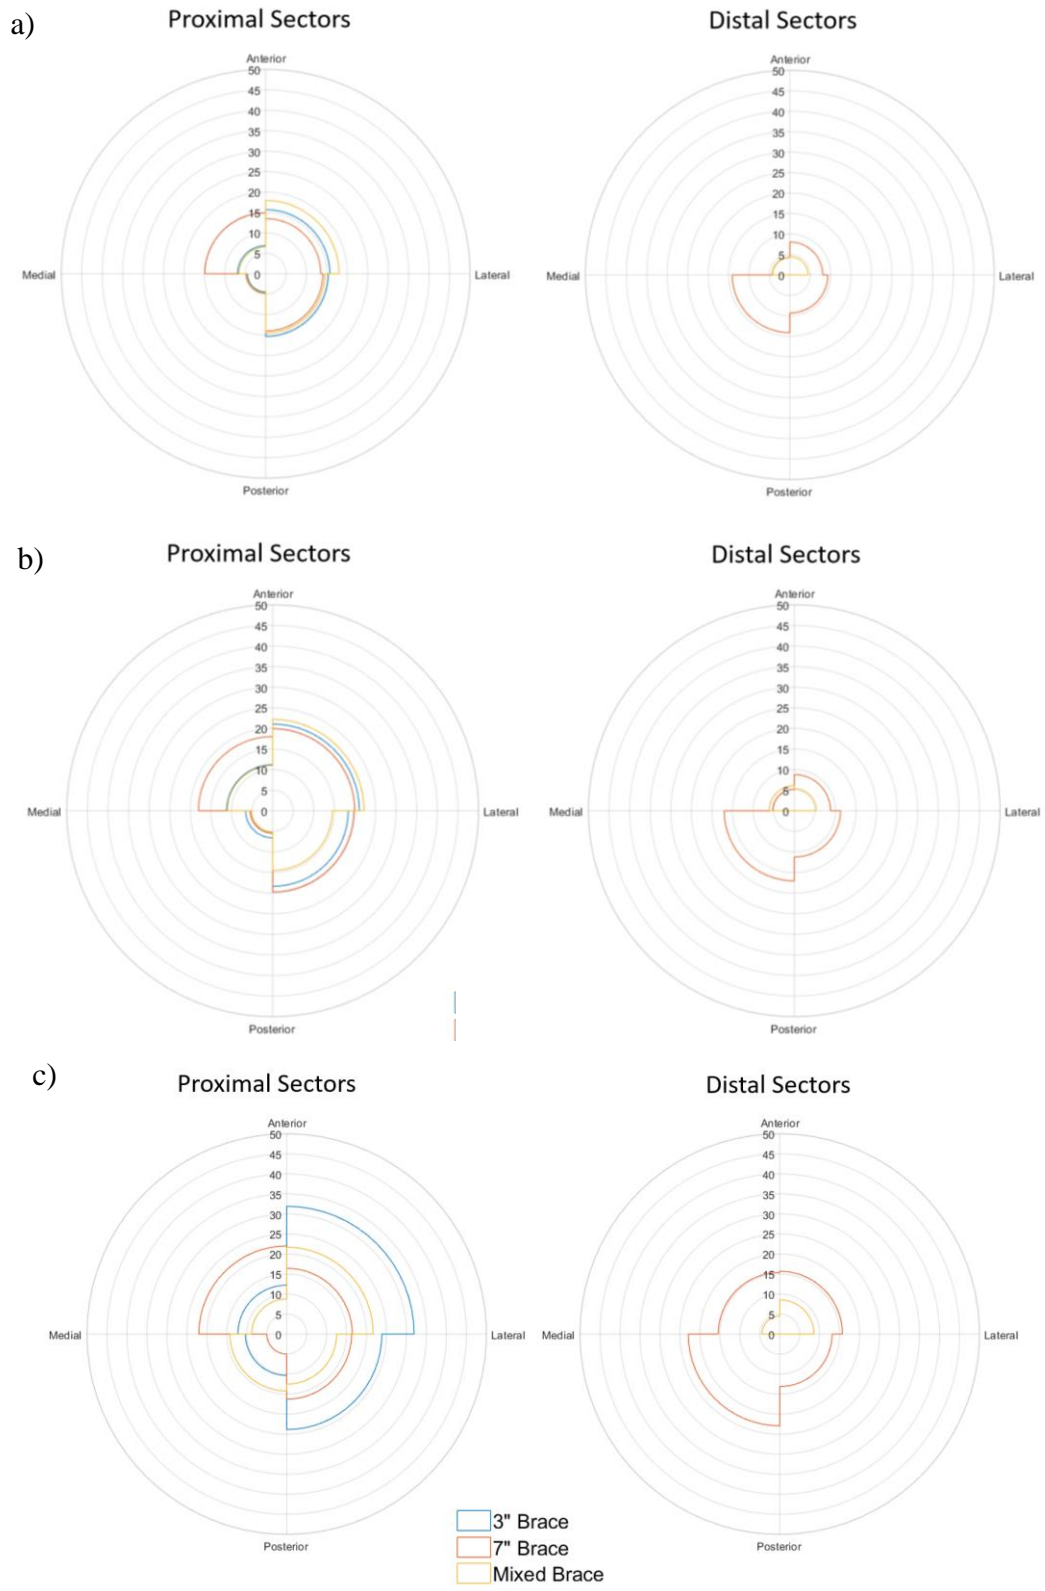 a)
Proximal Sectors
Distal Sectors
Anterior
50
45
40
35
30
25
20
15
10
5
0
Medial
Lateral
Posterior
Anterior
50
45
40
35
30
25
20
15
10
5
0
Medial
Lateral
Posterior
b)
Proximal Sectors
Distal Sectors
Anterior
50
45
40
35
30
25
20
15
10
5
0
Medial
Lateral
Posterior
Anterior
50
45
40
35
30
25
20
15
10
5
0
Medial
Lateral
Posterior
c)
Proximal Sectors
Distal Sectors
Anterior
50
45
40
35
30
25
20
15
10
5
0
Medial
Lateral
Posterior
Anterior
50
45
40
35
30
25
20
15
10
5
0
Medial
Lateral
Posterior
3" Brace
7" Brace
Mixed Brace